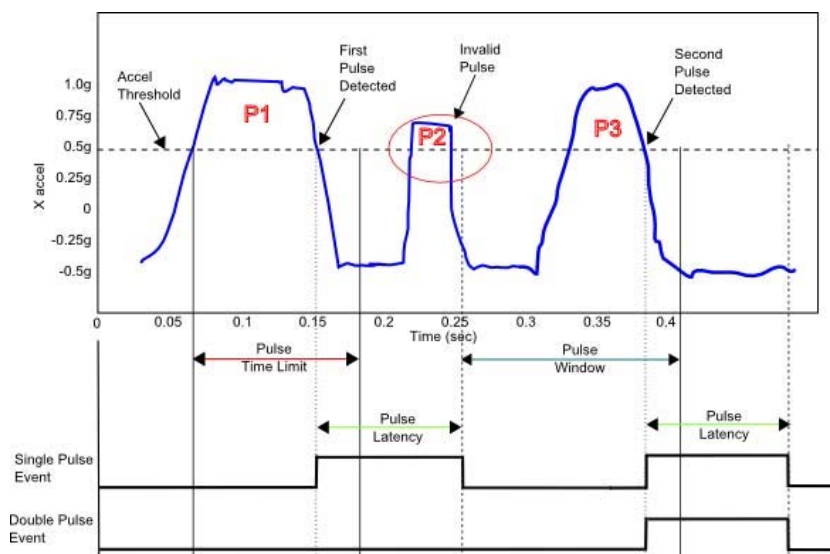 Accel
Threshold
First
Pulse
Detected
Invalid
Pulse
Second
Pulse
Detected
P1
P2
P3
X accel
1.0g
0.75g
0.5g
0.25g
0
-0.25g
-0.5g
0
0.05
0.1
0.15
0.2
0.25
0.3
0.35
0.4
Time (sec)
Pulse
Time Limit
Pulse
Window
Pulse
Latency
Pulse
Latency
Single Pulse
Event
Double Pulse
Event